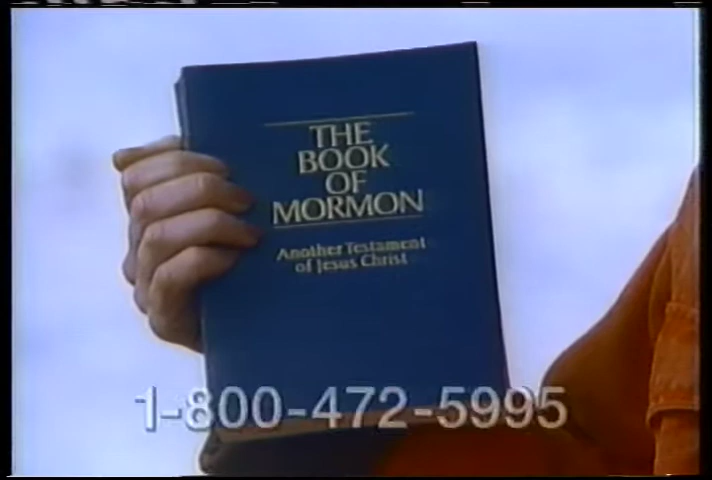 THE
BOOK
OF
MORMON
Another Testament
of Jesus Christ
1-800-472-5995